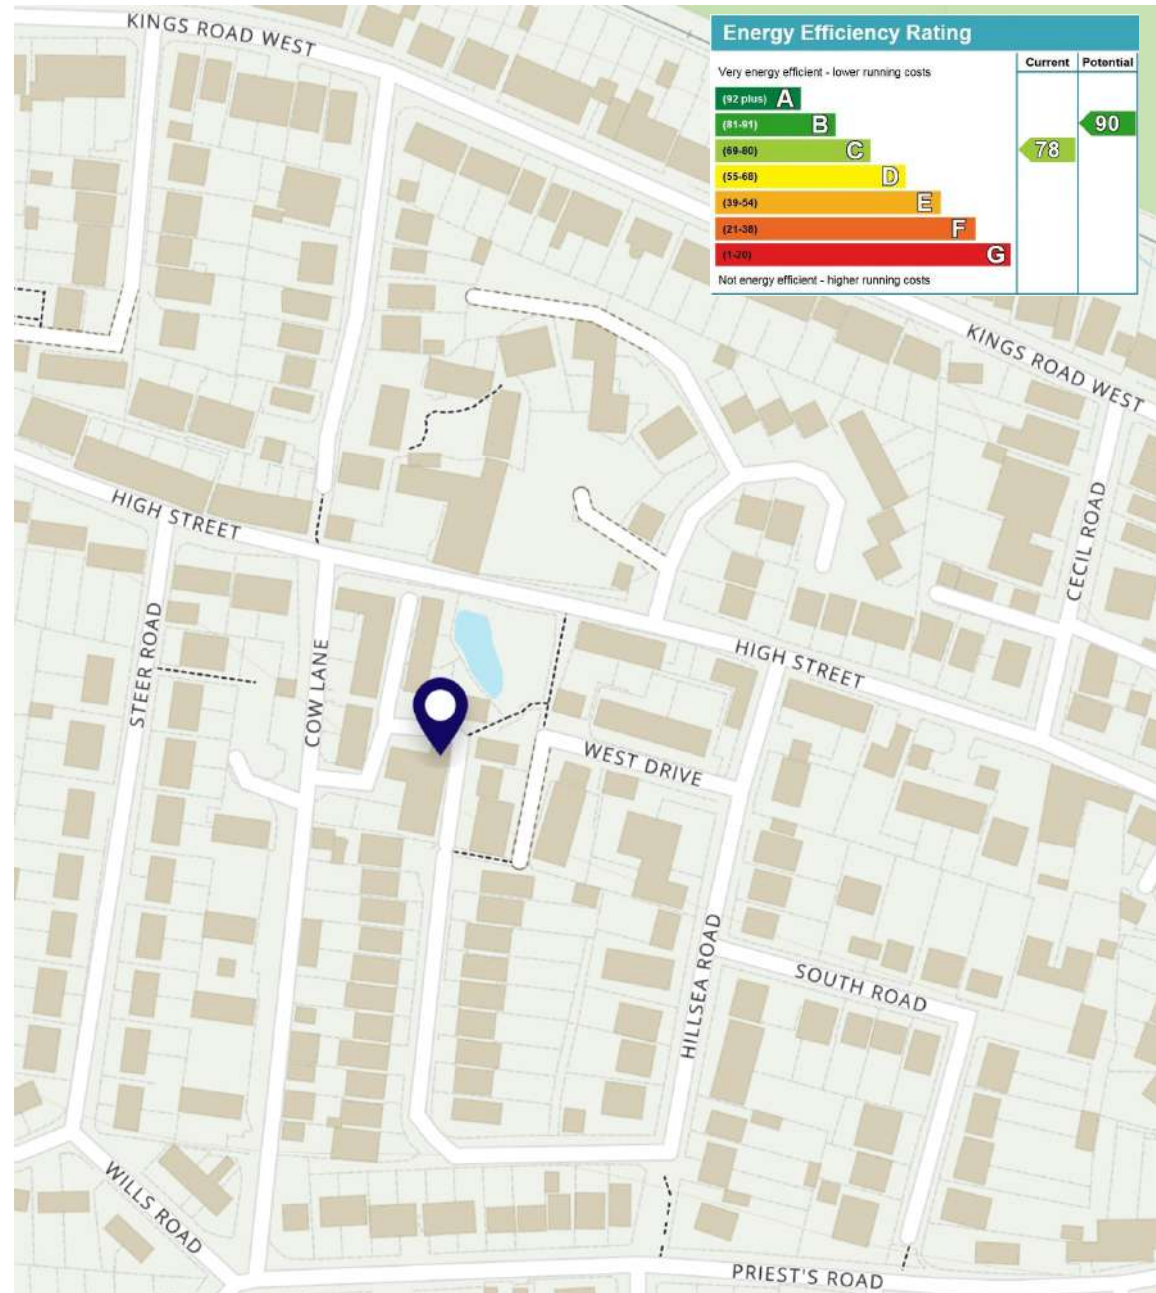 KINGS ROAD WEST
Energy Efficiency Rating
Current Potential
Very energy efficient - lower running costs
(92 plus) A
(81-91) B
90
(69-80) C
78
(55-68) D
(39-54) E
(21-38) F
(1-20) G
Not energy efficient - higher running costs
KINGS ROAD WEST
HIGH STREET
CECIL ROAD
STEER ROAD
COW LANE
HIGH STREET
WEST DRIVE
HILLSEA ROAD
SOUTH ROAD
WILLS ROAD
PRIEST'S ROAD